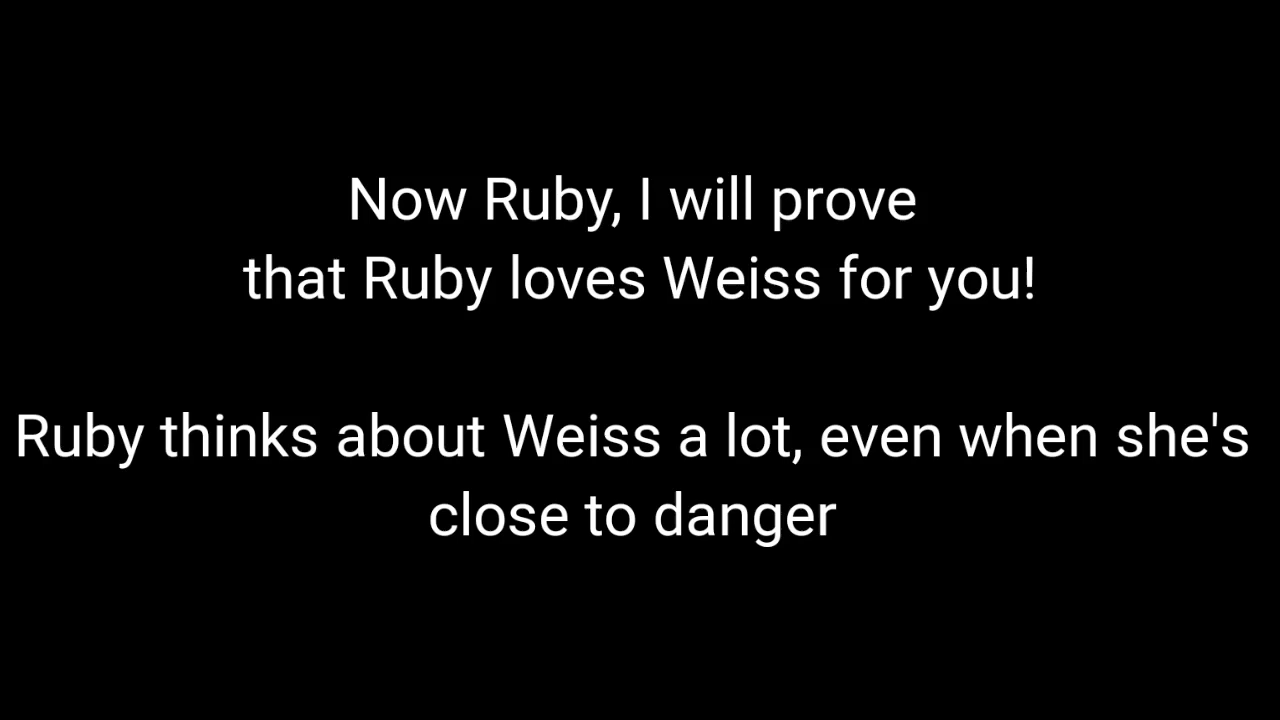 Now Ruby, I will prove
that Ruby loves Weiss for you!
Ruby thinks about Weiss a lot, even when she's
close to danger